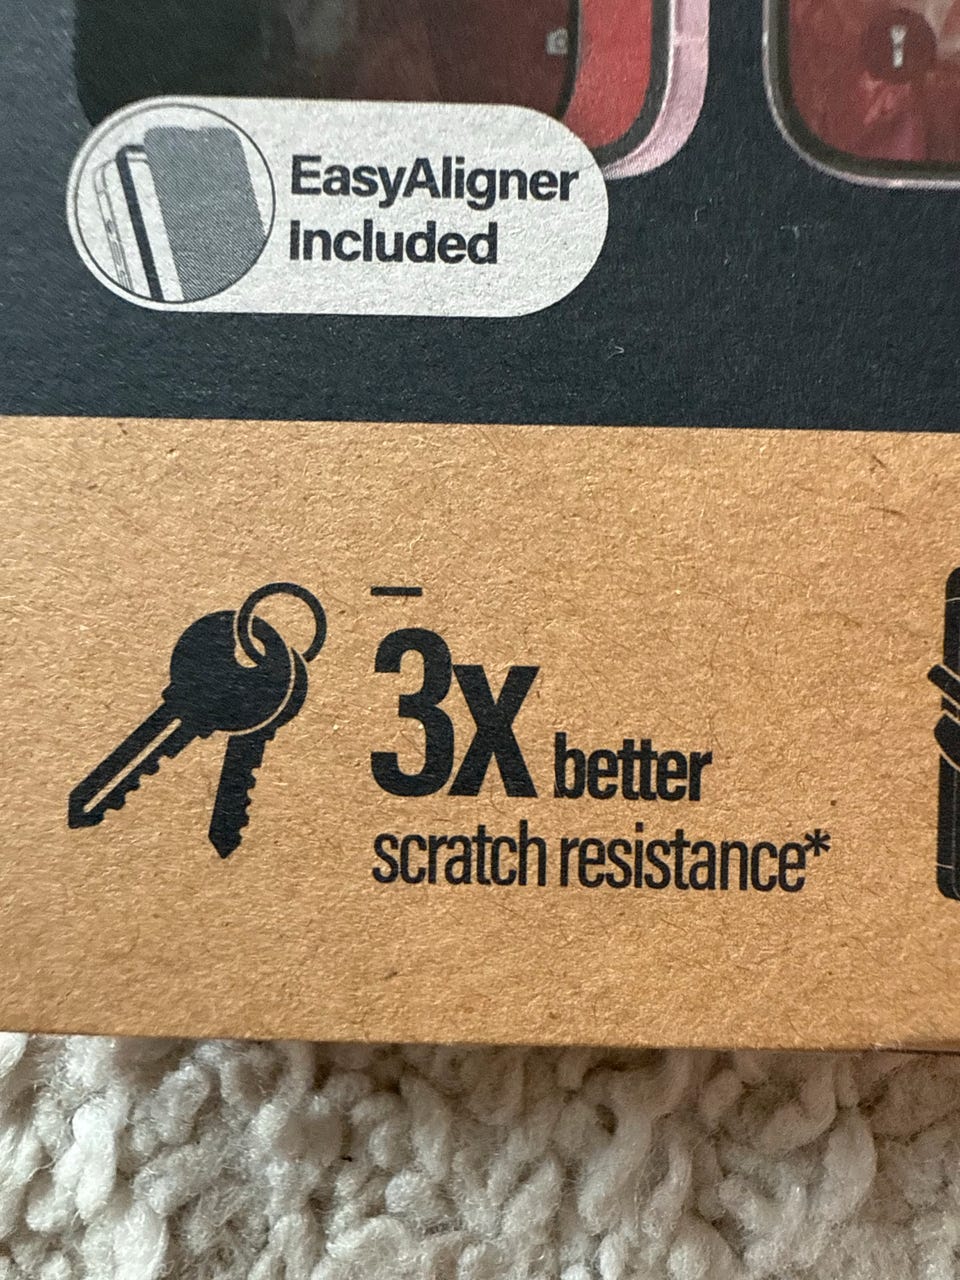 EasyAligner
Included
3x better
scratch resistance*